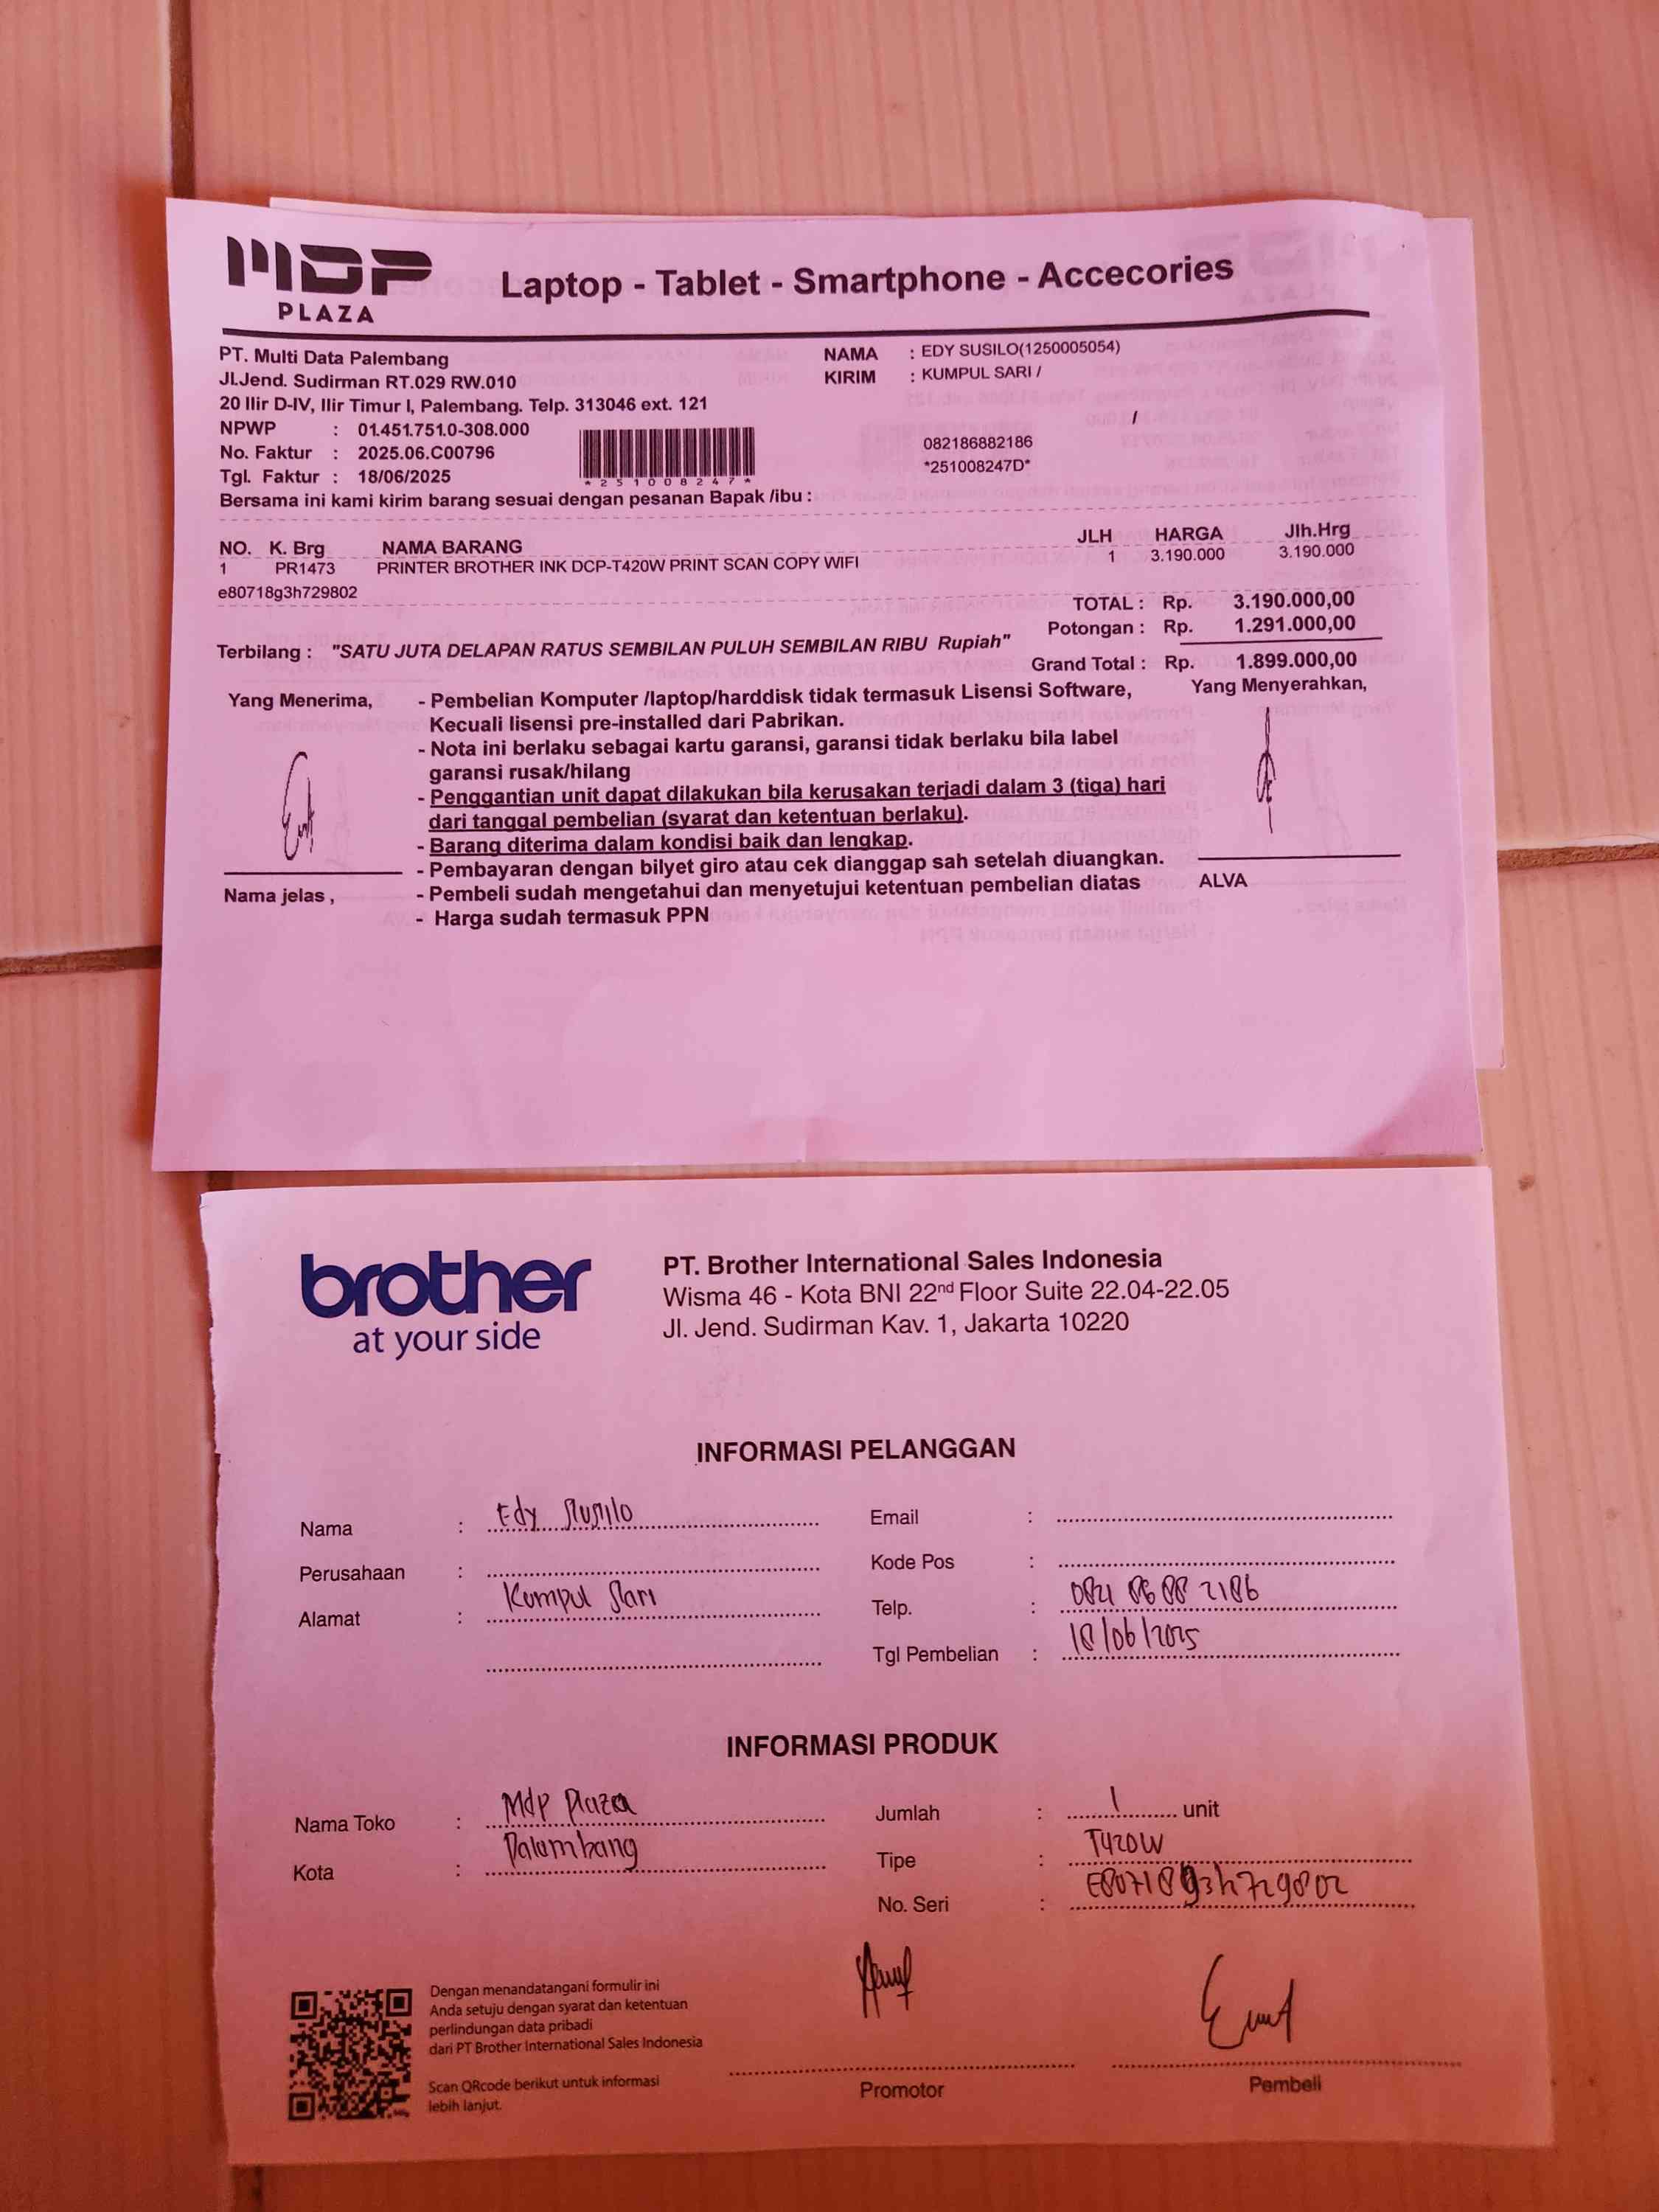 MDP
PLAZA
Laptop - Tablet - Smartphone - Accecories
PT. Multi Data Palembang
Jl.Jend. Sudirman RT.029 RW.010
20 Ilir D-IV, Ilir Timur I, Palembang. Telp. 313046 ext. 121
NPWP : 01.451.751.0-308.000
No. Faktur : 2025.06.C00796
Tgl. Faktur : 18/06/2025
*251008247*
NAMA : EDY SUSILO(1250005054)
KIRIM : KUMPUL SARI /
/
082186882186
*251008247D*
Bersama ini kami kirim barang sesuai dengan pesanan Bapak /ibu :
NO. K. Brg NAMA BARANG JLH HARGA Jlh.Hrg
1 PR1473 PRINTER BROTHER INK DCP-T420W PRINT SCAN COPY WIFI 1 3.190.000 3.190.000
e80718g3h729802
TOTAL : Rp. 3.190.000,00
Potongan : Rp. 1.291.000,00
Terbilang : "SATU JUTA DELAPAN RATUS SEMBILAN PULUH SEMBILAN RIBU Rupiah"
Grand Total : Rp. 1.899.000,00
Yang Menerima,
- Pembelian Komputer /laptop/harddisk tidak termasuk Lisensi Software,
Kecuali lisensi pre-installed dari Pabrikan.
- Nota ini berlaku sebagai kartu garansi, garansi tidak berlaku bila label
garansi rusak/hilang
- Penggantian unit dapat dilakukan bila kerusakan terjadi dalam 3 (tiga) hari
dari tanggal pembelian (syarat dan ketentuan berlaku).
- Barang diterima dalam kondisi baik dan lengkap.
- Pembayaran dengan bilyet giro atau cek dianggap sah setelah diuangkan.
- Pembeli sudah mengetahui dan menyetujui ketentuan pembelian diatas
- Harga sudah termasuk PPN
Yang Menyerahkan,
Nama jelas ,
ALVA
brother
at your side
PT. Brother International Sales Indonesia
Wisma 46 - Kota BNI 22nd Floor Suite 22.04-22.05
Jl. Jend. Sudirman Kav. 1, Jakarta 10220
INFORMASI PELANGGAN
Nama : Edy Susilo
Perusahaan :
Alamat : Kumpul Sari
Email :
Kode Pos :
Telp. : 0821 8688 2186
Tgl Pembelian : 18/06/2025
INFORMASI PRODUK
Nama Toko : Mdp Plaza
Kota : Palembang
Jumlah : 1 unit
Tipe : T420W
No. Seri : E80718g3h729802
Dengan menandatangani formulir ini
Anda setuju dengan syarat dan ketentuan
perlindungan data pribadi
dari PT Brother International Sales Indonesia
Scan QRcode berikut untuk informasi
lebih lanjut.
Promotor
Pembeli